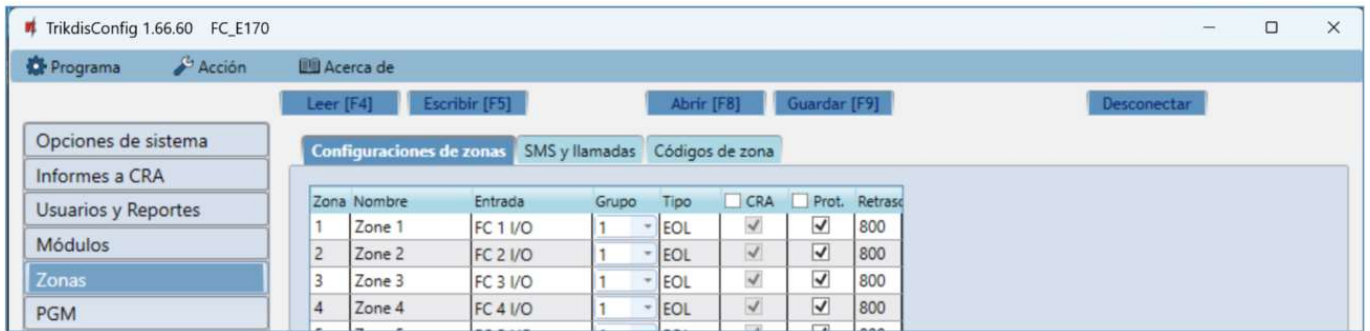 TrikdisConfig 1.66.60 FC_E170
Programa Acción Acerca de
Leer [F4] Escribir [F5] Abrir [F8] Guardar [F9] Desconectar
Opciones de sistema
Informes a CRA
Usuarios y Reportes
Módulos
Zonas
PGM
Configuraciones de zonas SMS y llamadas Códigos de zona
Zona Nombre Entrada Grupo Tipo CRA Prot.
1 Zone 1 FC 1 I/O 1 EOL 800
2 Zone 2 FC 2 I/O 1 EOL 800
3 Zone 3 FC 3 I/O 1 EOL 800
4 Zone 4 FC 4 I/O 1 EOL 800